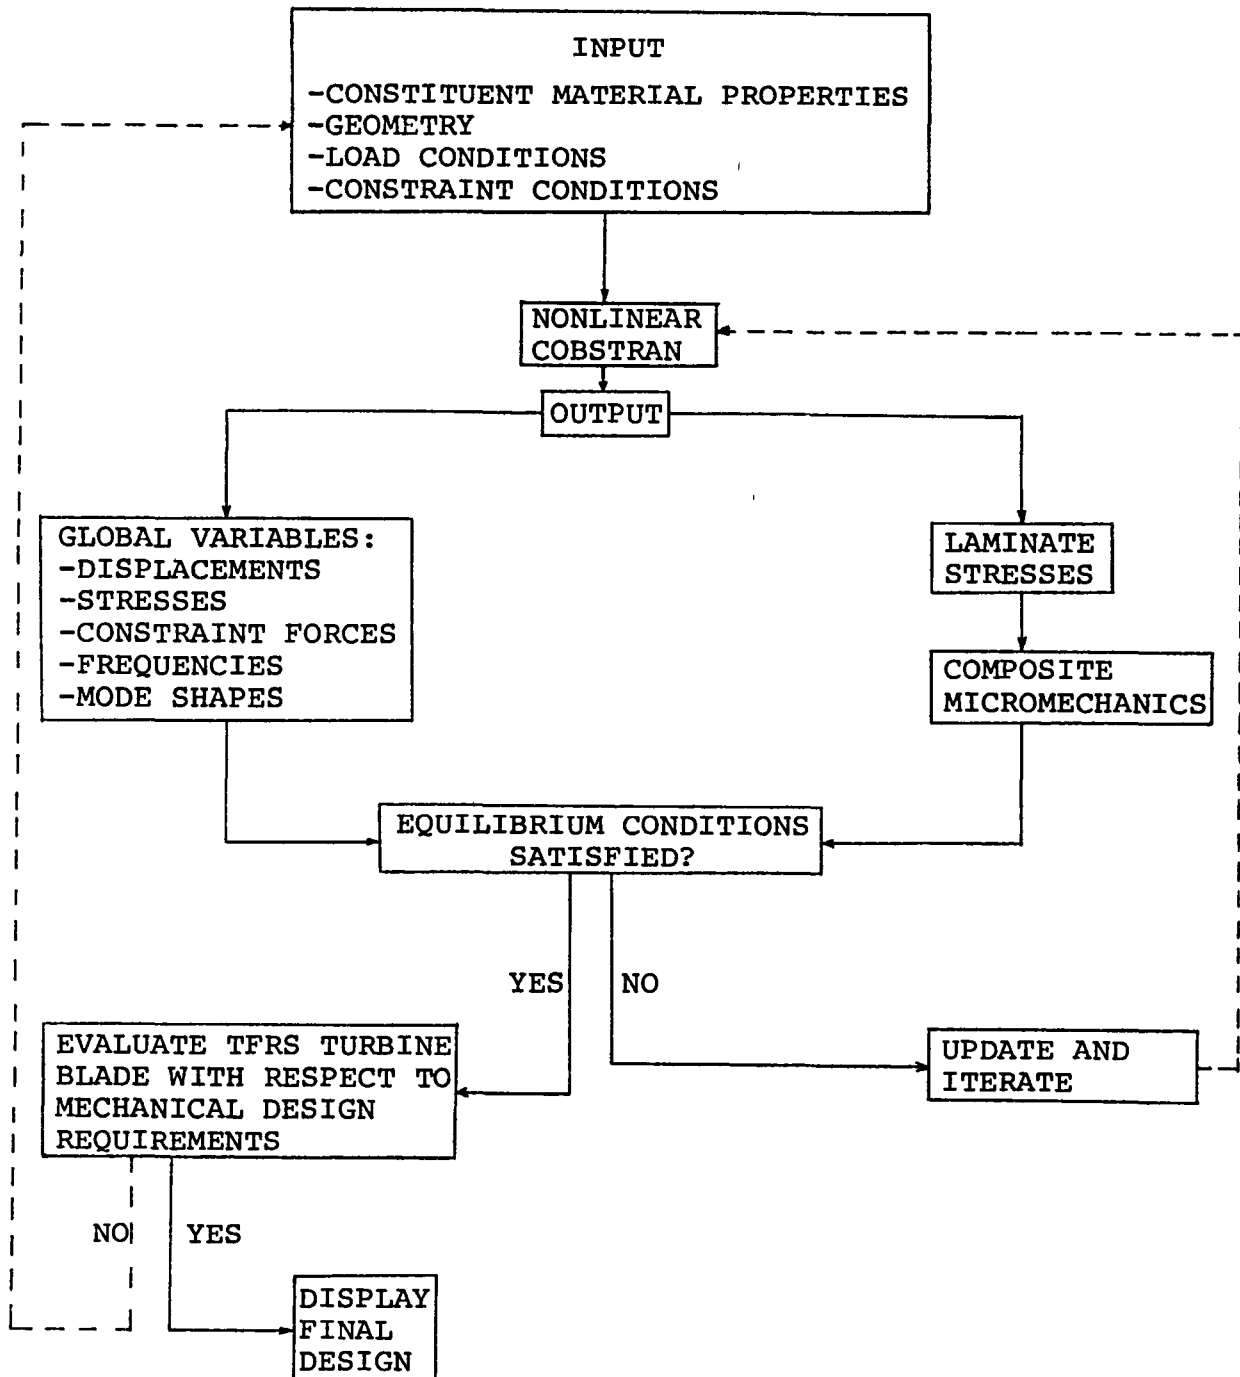 INPUT
-CONSTITUENT MATERIAL PROPERTIES
-GEOMETRY
-LOAD CONDITIONS
-CONSTRAINT CONDITIONS
NONLINEAR
COBSTRAN
OUTPUT
GLOBAL VARIABLES:
-DISPLACEMENTS
-STRESSES
-CONSTRAINT FORCES
-FREQUENCIES
-MODE SHAPES
LAMINATE
STRESSES
COMPOSITE
MICROMECHANICS
EQUILIBRIUM CONDITIONS
SATISFIED?
YES
NO
EVALUATE TFRS TURBINE
BLADE WITH RESPECT TO
MECHANICAL DESIGN
REQUIREMENTS
UPDATE AND
ITERATE
NO
YES
DISPLAY
FINAL
DESIGN